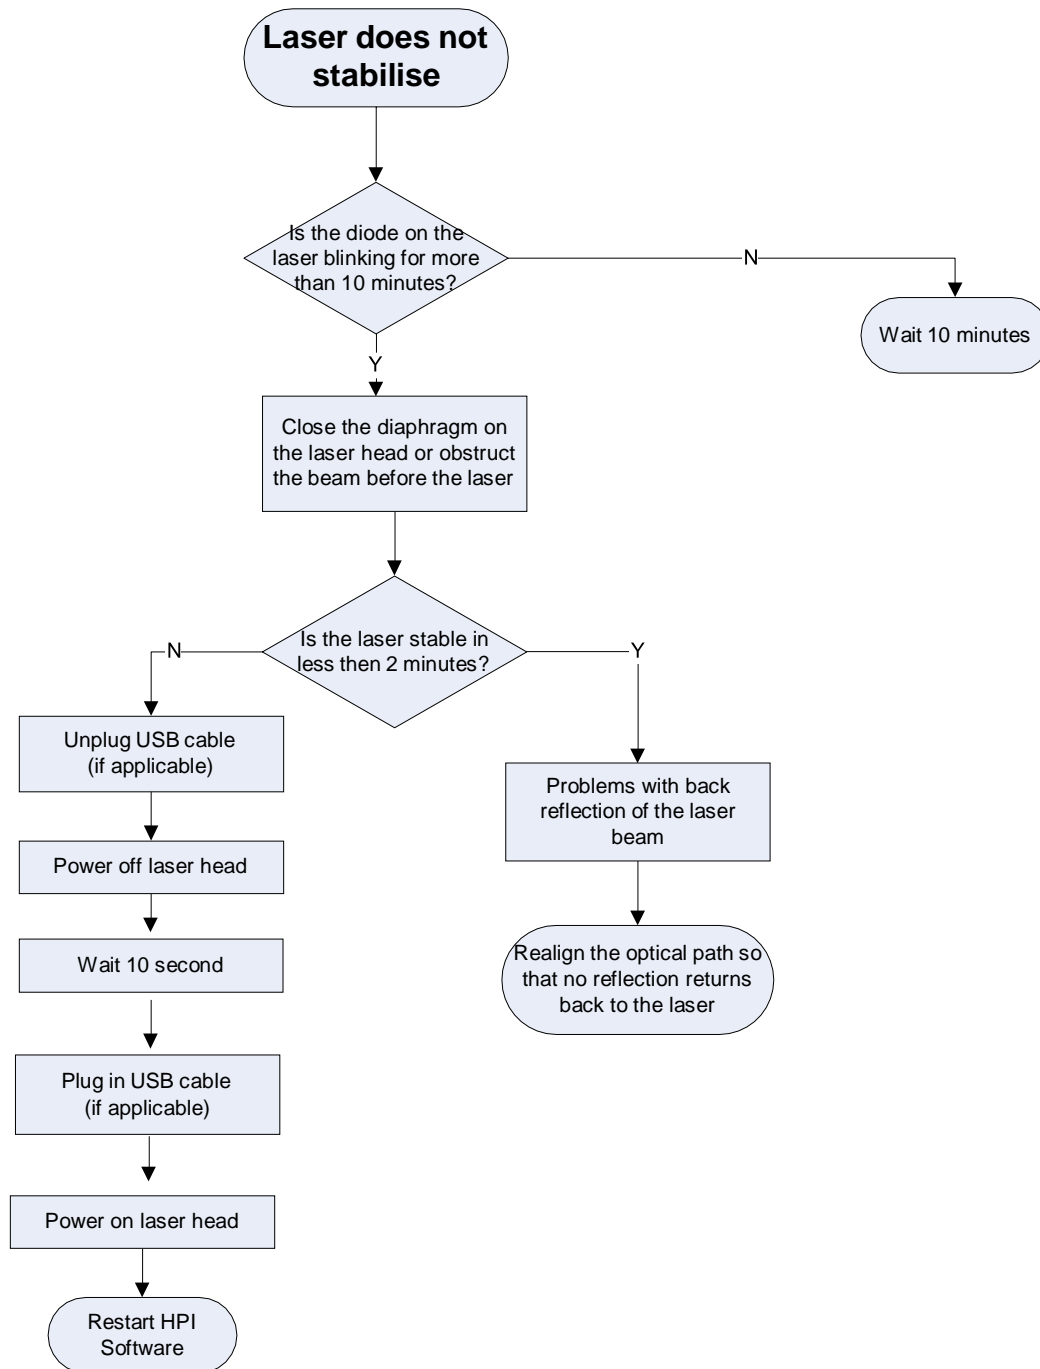 Laser does not
stabilise
Is the diode on the
laser blinking for more
than 10 minutes?
N
Wait 10 minutes
Y
Close the diaphragm on
the laser head or obstruct
the beam before the laser
Is the laser stable in
less then 2 minutes?
N
Y
Unplug USB cable
(if applicable)
Power off laser head
Wait 10 second
Plug in USB cable
(if applicable)
Power on laser head
Restart HPI
Software
Problems with back
reflection of the laser
beam
Realign the optical path so
that no reflection returns
back to the laser